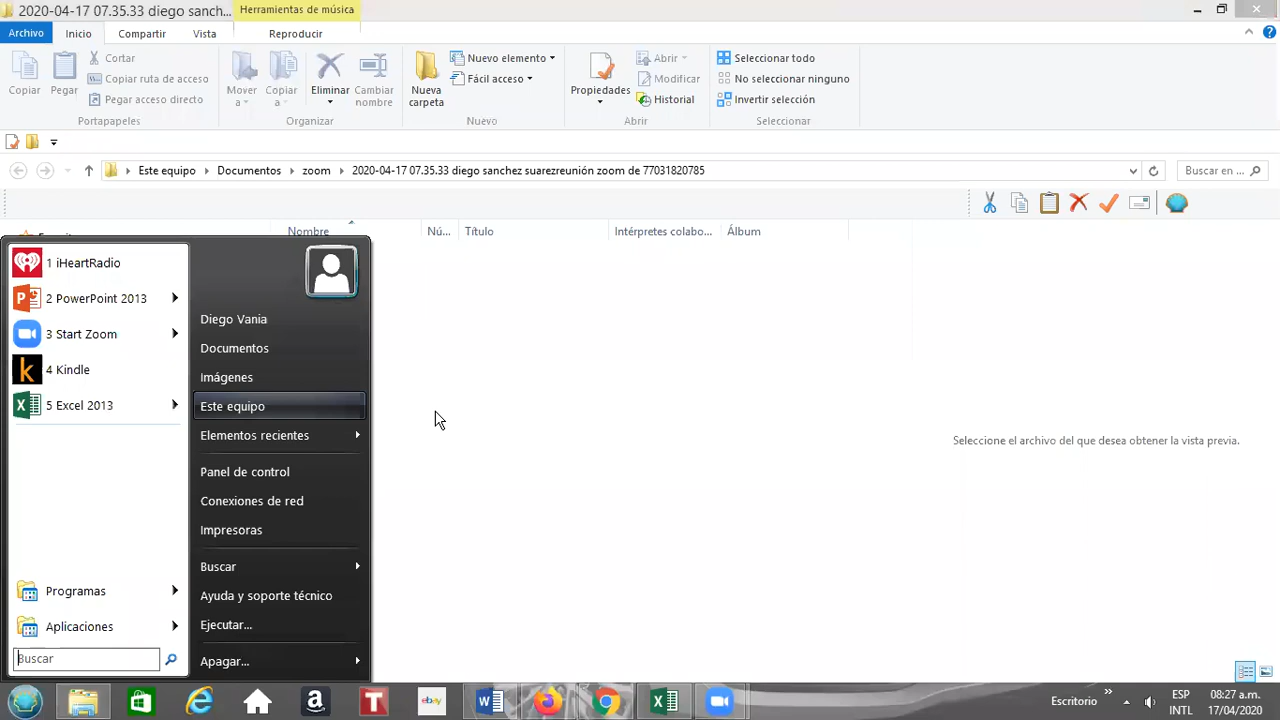 2020-04-17 07.35.33 diego sanch...
Herramientas de música
Archivo
Inicio
Compartir
Vista
Reproducir
Copiar
Pegar
Cortar
Copiar ruta de acceso
Pegar acceso directo
Portapapeles
Mover a
Copiar a
Eliminar
Cambiar nombre
Organizar
Nueva carpeta
Nuevo elemento
Fácil acceso
Nuevo
Propiedades
Abrir
Modificar
Historial
Abrir
Seleccionar todo
No seleccionar ninguno
Invertir selección
Seleccionar
Este equipo
Documentos
zoom
2020-04-17 07.35.33 diego sanchez suarezreunión zoom de 77031820785
Buscar en ...
Nombre
Nú...
Título
Intérpretes colabo...
Álbum
1 iHeartRadio
2 PowerPoint 2013
3 Start Zoom
4 Kindle
5 Excel 2013
Programas
Aplicaciones
Buscar
Diego Vania
Documentos
Imágenes
Este equipo
Elementos recientes
Panel de control
Conexiones de red
Impresoras
Buscar
Ayuda y soporte técnico
Ejecutar...
Apagar...
Seleccione el archivo del que desea obtener la vista previa.
ebay
Escritorio
ESP
INTL
08:27 a.m.
17/04/2020